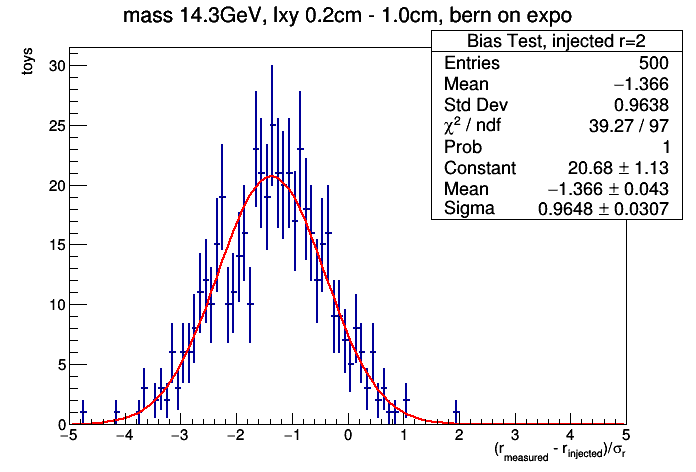 mass 14.3GeV, lxy 0.2cm - 1.0cm, bern on expo
Bias Test, injected r=2
Entries 500
Mean −1.366
Std Dev 0.9638
χ² / ndf 39.27 / 97
Prob 1
Constant 20.68 ± 1.13
Mean −1.366 ± 0.043
Sigma 0.9648 ± 0.0307
toys
30
25
20
15
10
5
0
−5 −4 −3 −2 −1 0 1 2 3 4 5
(r_measured - r_injected)/σ_r